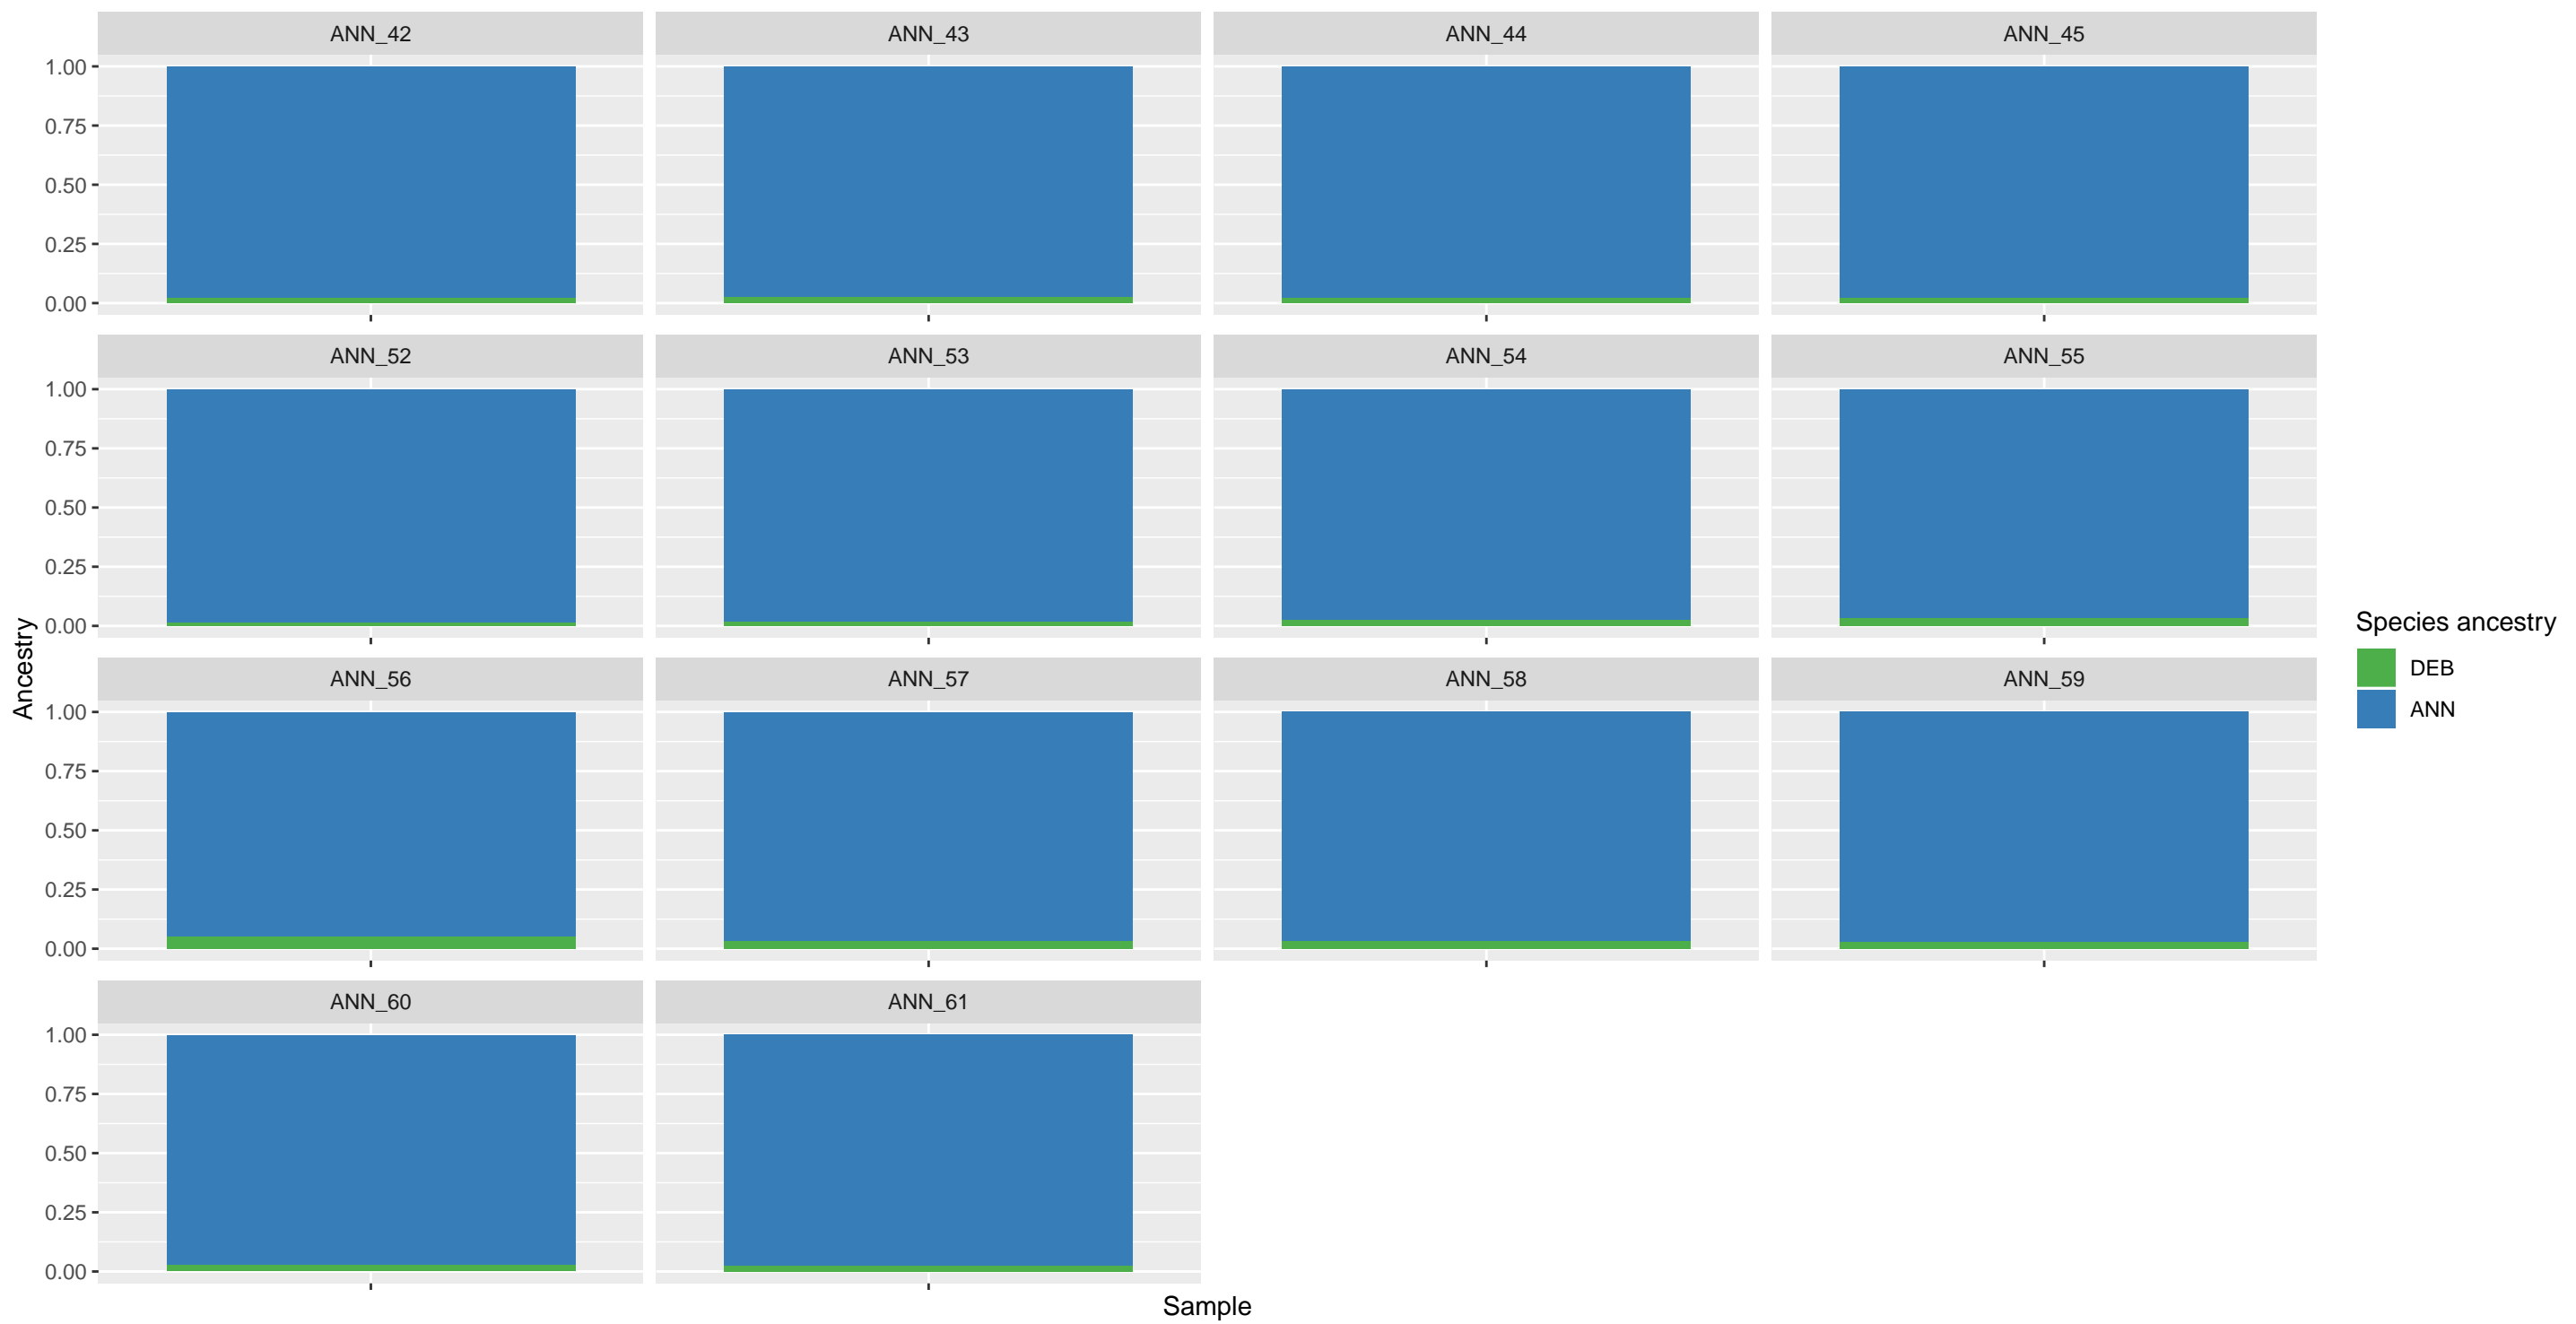 ANN_42 ANN_43 ANN_44 ANN_45
1.00
0.75
0.50
0.25
0.00
ANN_52 ANN_53 ANN_54 ANN_55
1.00
0.75
0.50
0.25
0.00
ANN_56 ANN_57 ANN_58 ANN_59
1.00
0.75
0.50
0.25
0.00
ANN_60 ANN_61
1.00
0.75
0.50
0.25
0.00
Ancestry
Sample
Species ancestry
DEB
ANN